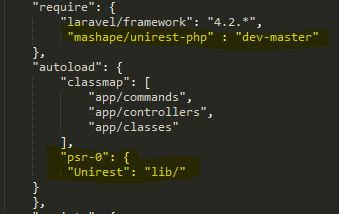 "require": {
"laravel/framework": "4.2.*",
"mashape/unirest-php" : "dev-master"
},
"autoload": {
"classmap": [
"app/commands",
"app/controllers",
"app/classes"
],
"psr-0": {
"Unirest": "lib/"
}
},